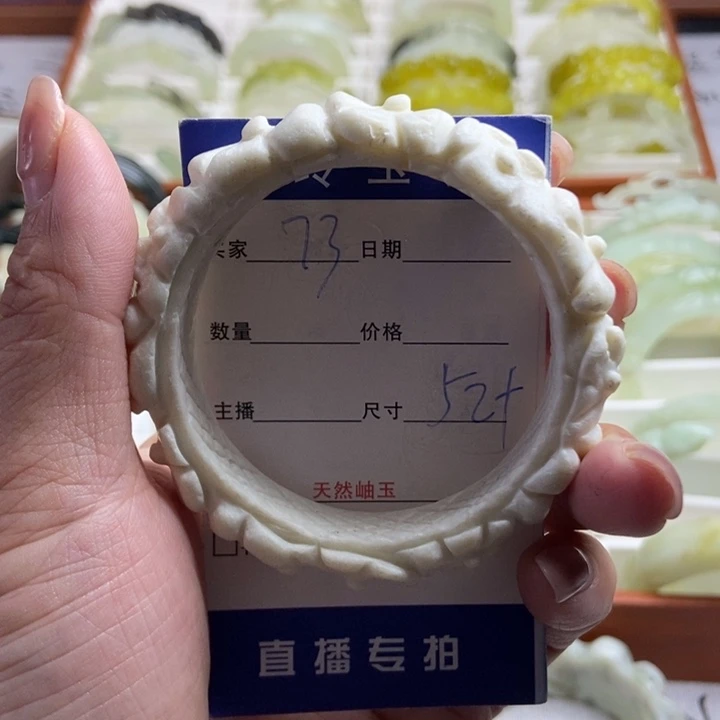 玉
家 73 日期
数量 价格
主播 尺寸 52+
天然岫玉
直播专拍